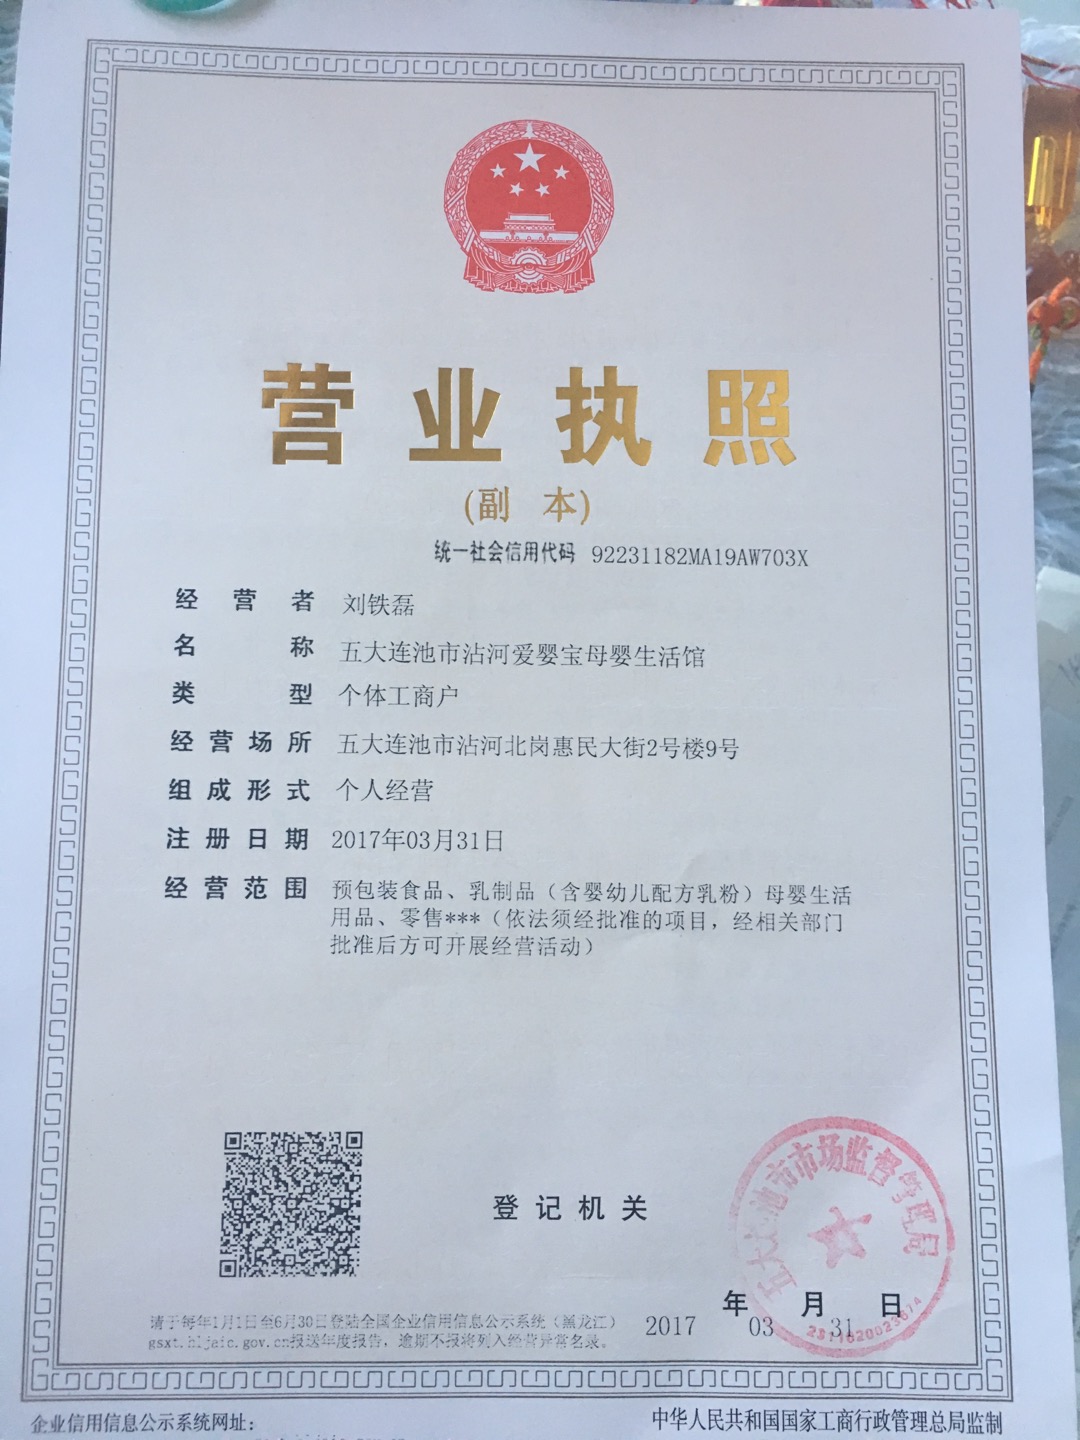 营业执照
(副 本)
统一社会信用代码 92231182MA19AW703X
经营者 刘铁磊
名称 五大连池市沾河爱婴宝母婴生活馆
类型 个体工商户
经营场所 五大连池市沾河北岗惠民大街2号楼9号
组成形式 个人经营
注册日期 2017年03月31日
经营范围 预包装食品、乳制品（含婴幼儿配方乳粉）母婴生活
用品、零售***（依法须经批准的项目，经相关部门
批准后方可开展经营活动）
五大连池市市场监督管理局
登记机关
年 月 日
2017 03 31
请于每年1月1日至6月30日登陆全国企业信用信息公示系统（黑龙江）
gsxt.hljaic.gov.cn报送年度报告，逾期不报将列入经营异常名录。
企业信用信息公示系统网址：
中华人民共和国国家工商行政管理总局监制